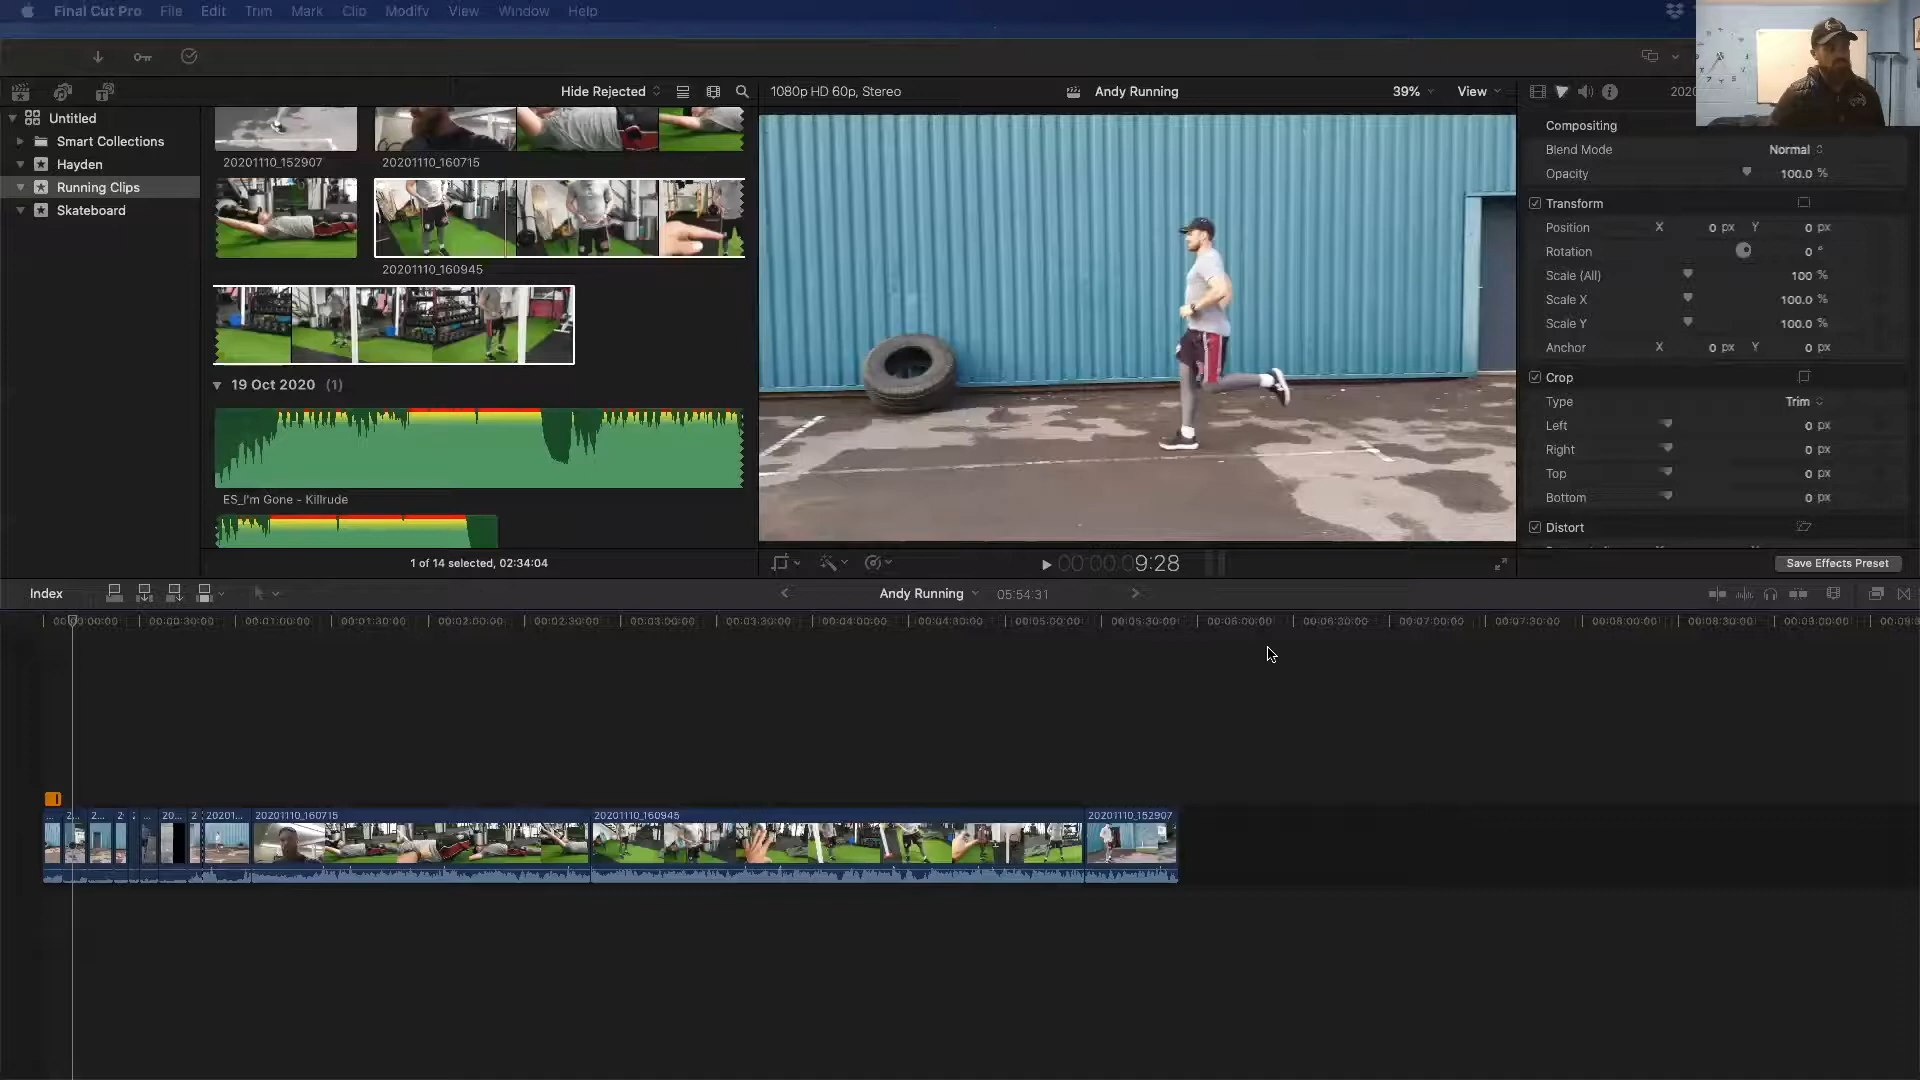 Final Cut Pro File Edit Trim Mark Clip Modify View Window Help
Hide Rejected
1080p HD 60p, Stereo
Andy Running
39%
View
Untitled
Smart Collections
Hayden
Running Clips
Skateboard
20201110_152907
20201110_160715
20201110_160945
19 Oct 2020 (1)
ES_I'm Gone - Killrude
1 of 14 selected, 02:34:04
00:00:09:28
Compositing
Blend Mode Normal
Opacity 100.0 %
Transform
Position X 0 px Y 0 px
Rotation 0 °
Scale (All) 100 %
Scale X 100.0 %
Scale Y 100.0 %
Anchor X 0 px Y 0 px
Crop
Type Trim
Left 0 px
Right 0 px
Top 0 px
Bottom 0 px
Distort
Save Effects Preset
Index
Andy Running
05:54:31
00:00:00:00 00:00:30:00 00:01:00:00 00:01:30:00 00:02:00:00 00:02:30:00 00:03:00:00 00:03:30:00 00:04:00:00 00:04:30:00 00:05:00:00 00:05:30:00 00:06:00:00 00:06:30:00 00:07:00:00 00:07:30:00 00:08:00:00 00:08:30:00 00:09:00:00
... 2... 2... 2 ... 20... 2 20201... 20201110_160715 20201110_160945 20201110_152907